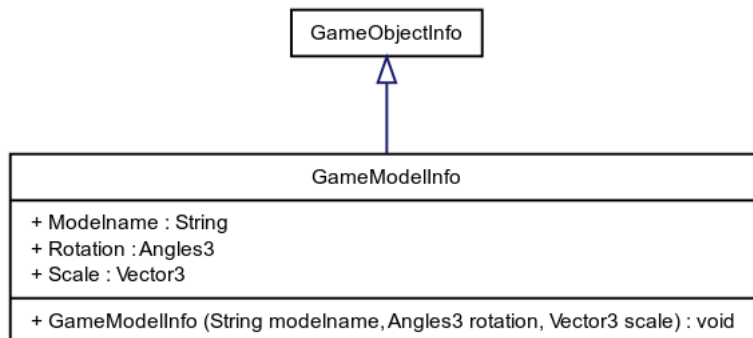 GameObjectInfo
GameModelInfo
+ Modelname : String
+ Rotation : Angles3
+ Scale : Vector3
+ GameModelInfo (String modelname, Angles3 rotation, Vector3 scale) : void